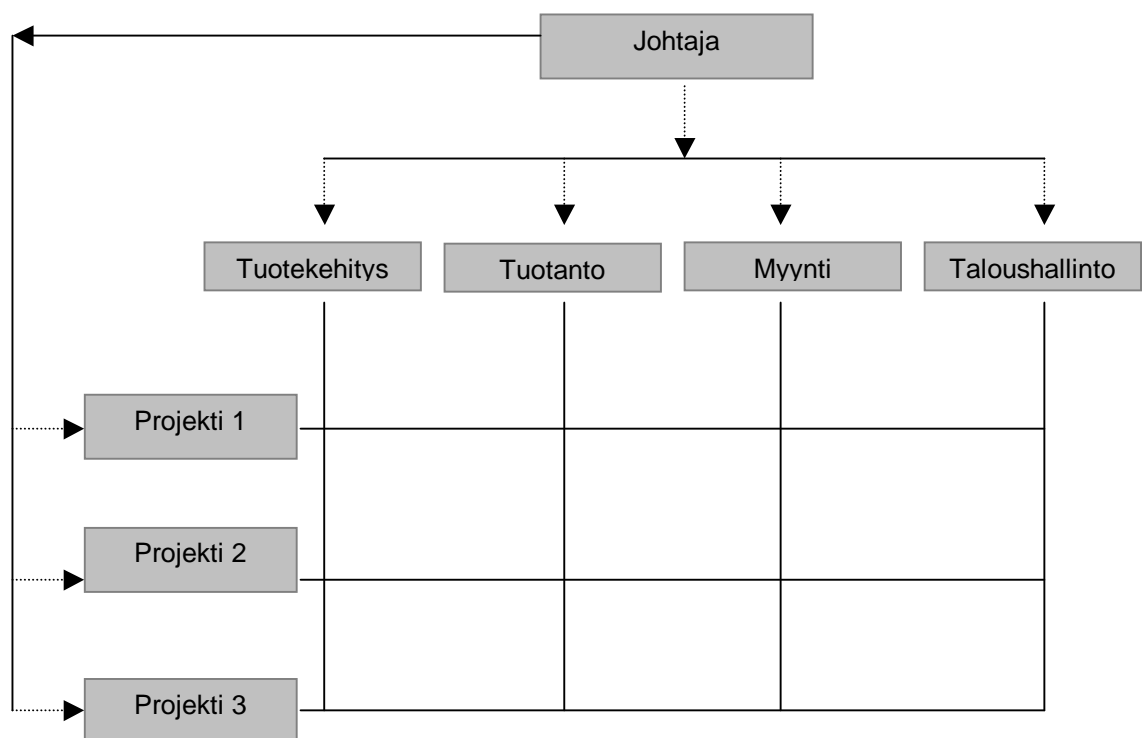 Johtaja
Tuotekehitys
Tuotanto
Myynti
Taloushallinto
Projekti 1
Projekti 2
Projekti 3